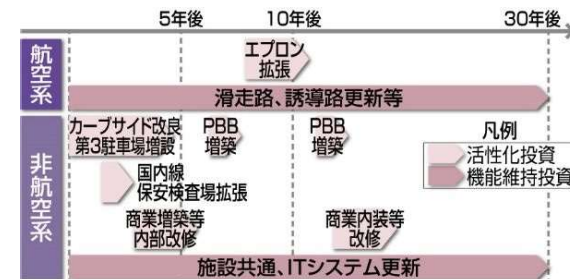 5年後
10年後
30年後
航空系
エプロン
拡張
滑走路、誘導路更新等
非航空系
カーブサイド改良
第3駐車場増設
PBB
増築
PBB
増築
凡例
活性化投資
機能維持投資
国内線
保安検査場拡張
商業増築等
内部改修
商業内装等
改修
施設共通、ITシステム更新